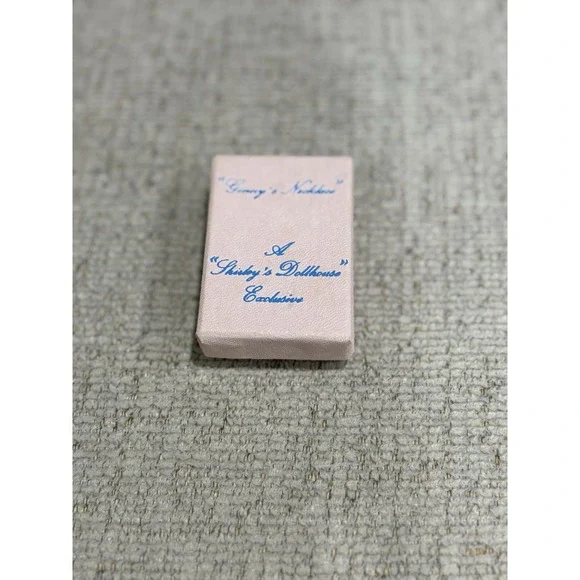 "Ginny's Necklace"
A
"Shirley's Dollhouse"
Exclusive